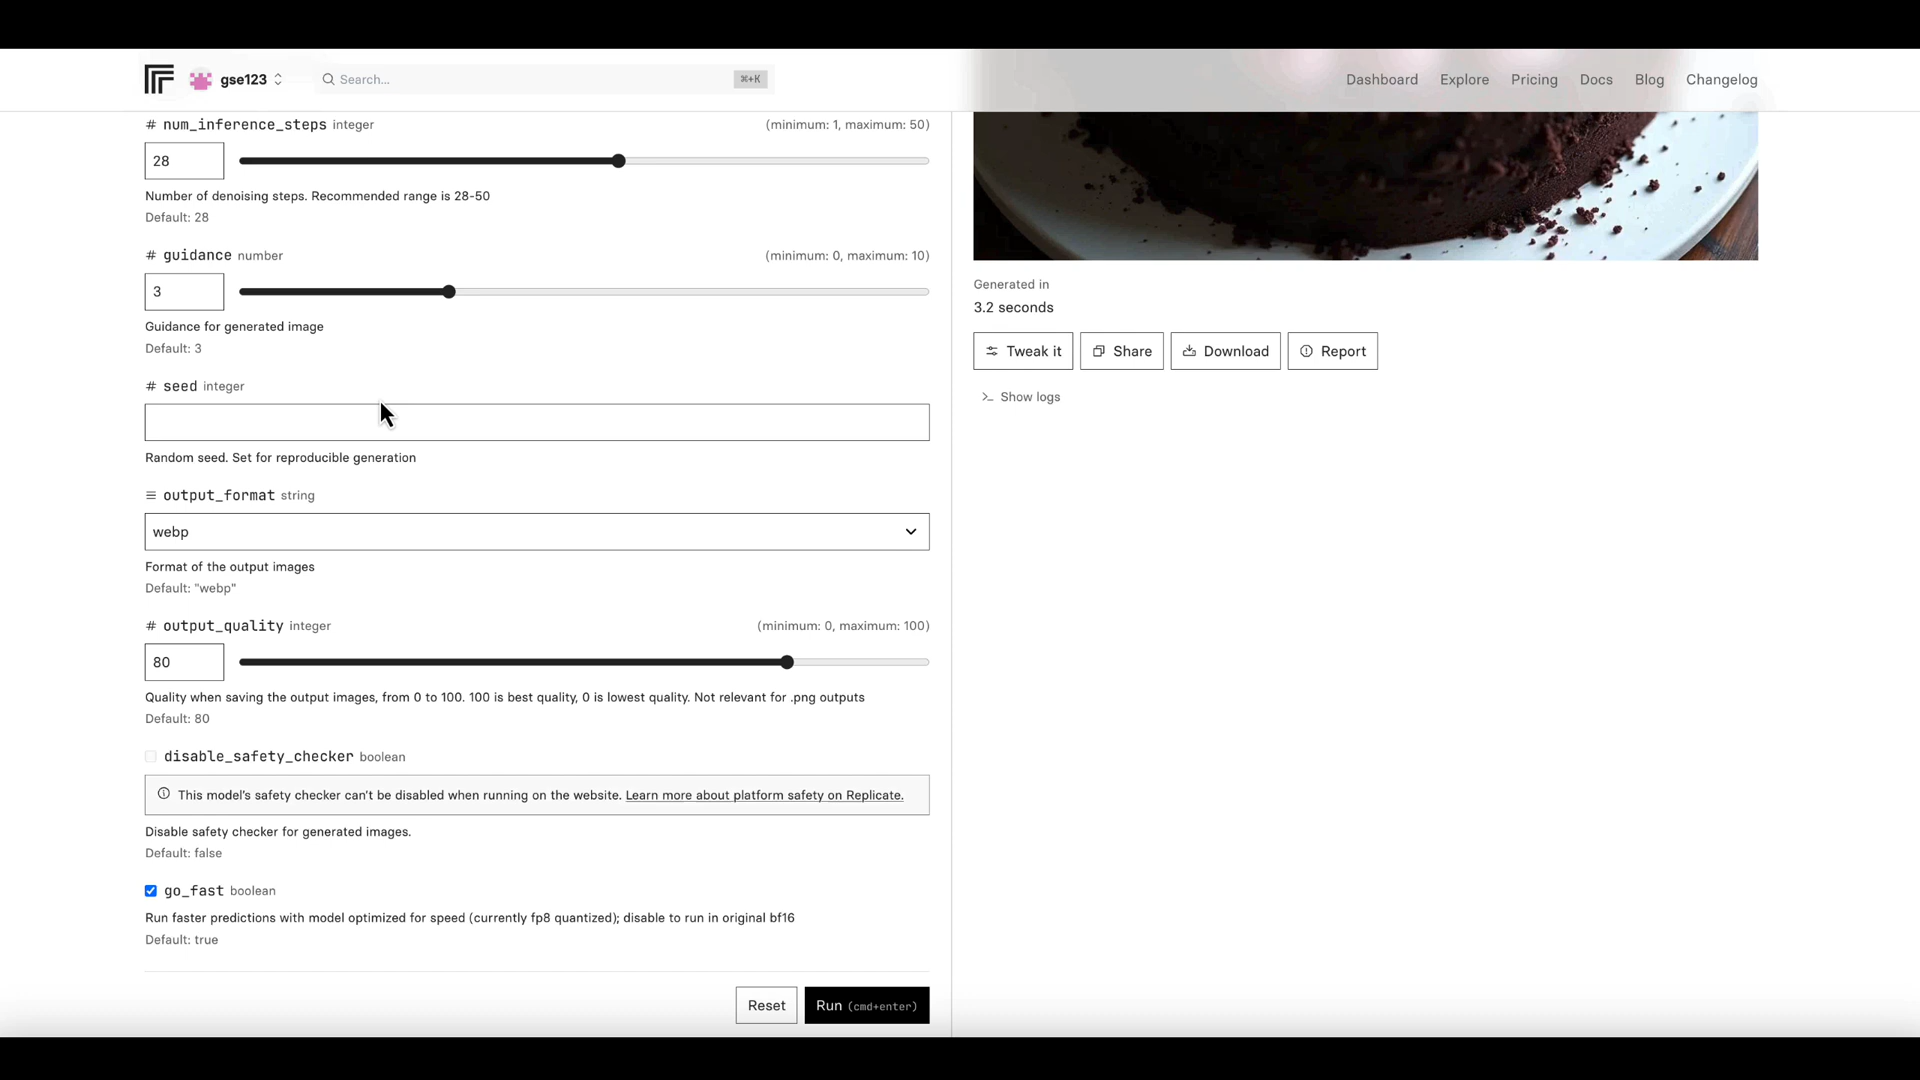 gse123
Search...
⌘+K
Dashboard
Explore
Pricing
Docs
Blog
Changelog
# num_inference_steps integer (minimum: 1, maximum: 50)
28
Number of denoising steps. Recommended range is 28-50
Default: 28
# guidance number (minimum: 0, maximum: 10)
3
Guidance for generated image
Default: 3
# seed integer
Random seed. Set for reproducible generation
output_format string
webp
Format of the output images
Default: "webp"
# output_quality integer (minimum: 0, maximum: 100)
80
Quality when saving the output images, from 0 to 100. 100 is best quality, 0 is lowest quality. Not relevant for .png outputs
Default: 80
disable_safety_checker boolean
This model's safety checker can't be disabled when running on the website. Learn more about platform safety on Replicate.
Disable safety checker for generated images.
Default: false
go_fast boolean
Run faster predictions with model optimized for speed (currently fp8 quantized); disable to run in original bf16
Default: true
Reset
Run (cmd+enter)
Generated in
3.2 seconds
Tweak it
Share
Download
Report
>_ Show logs